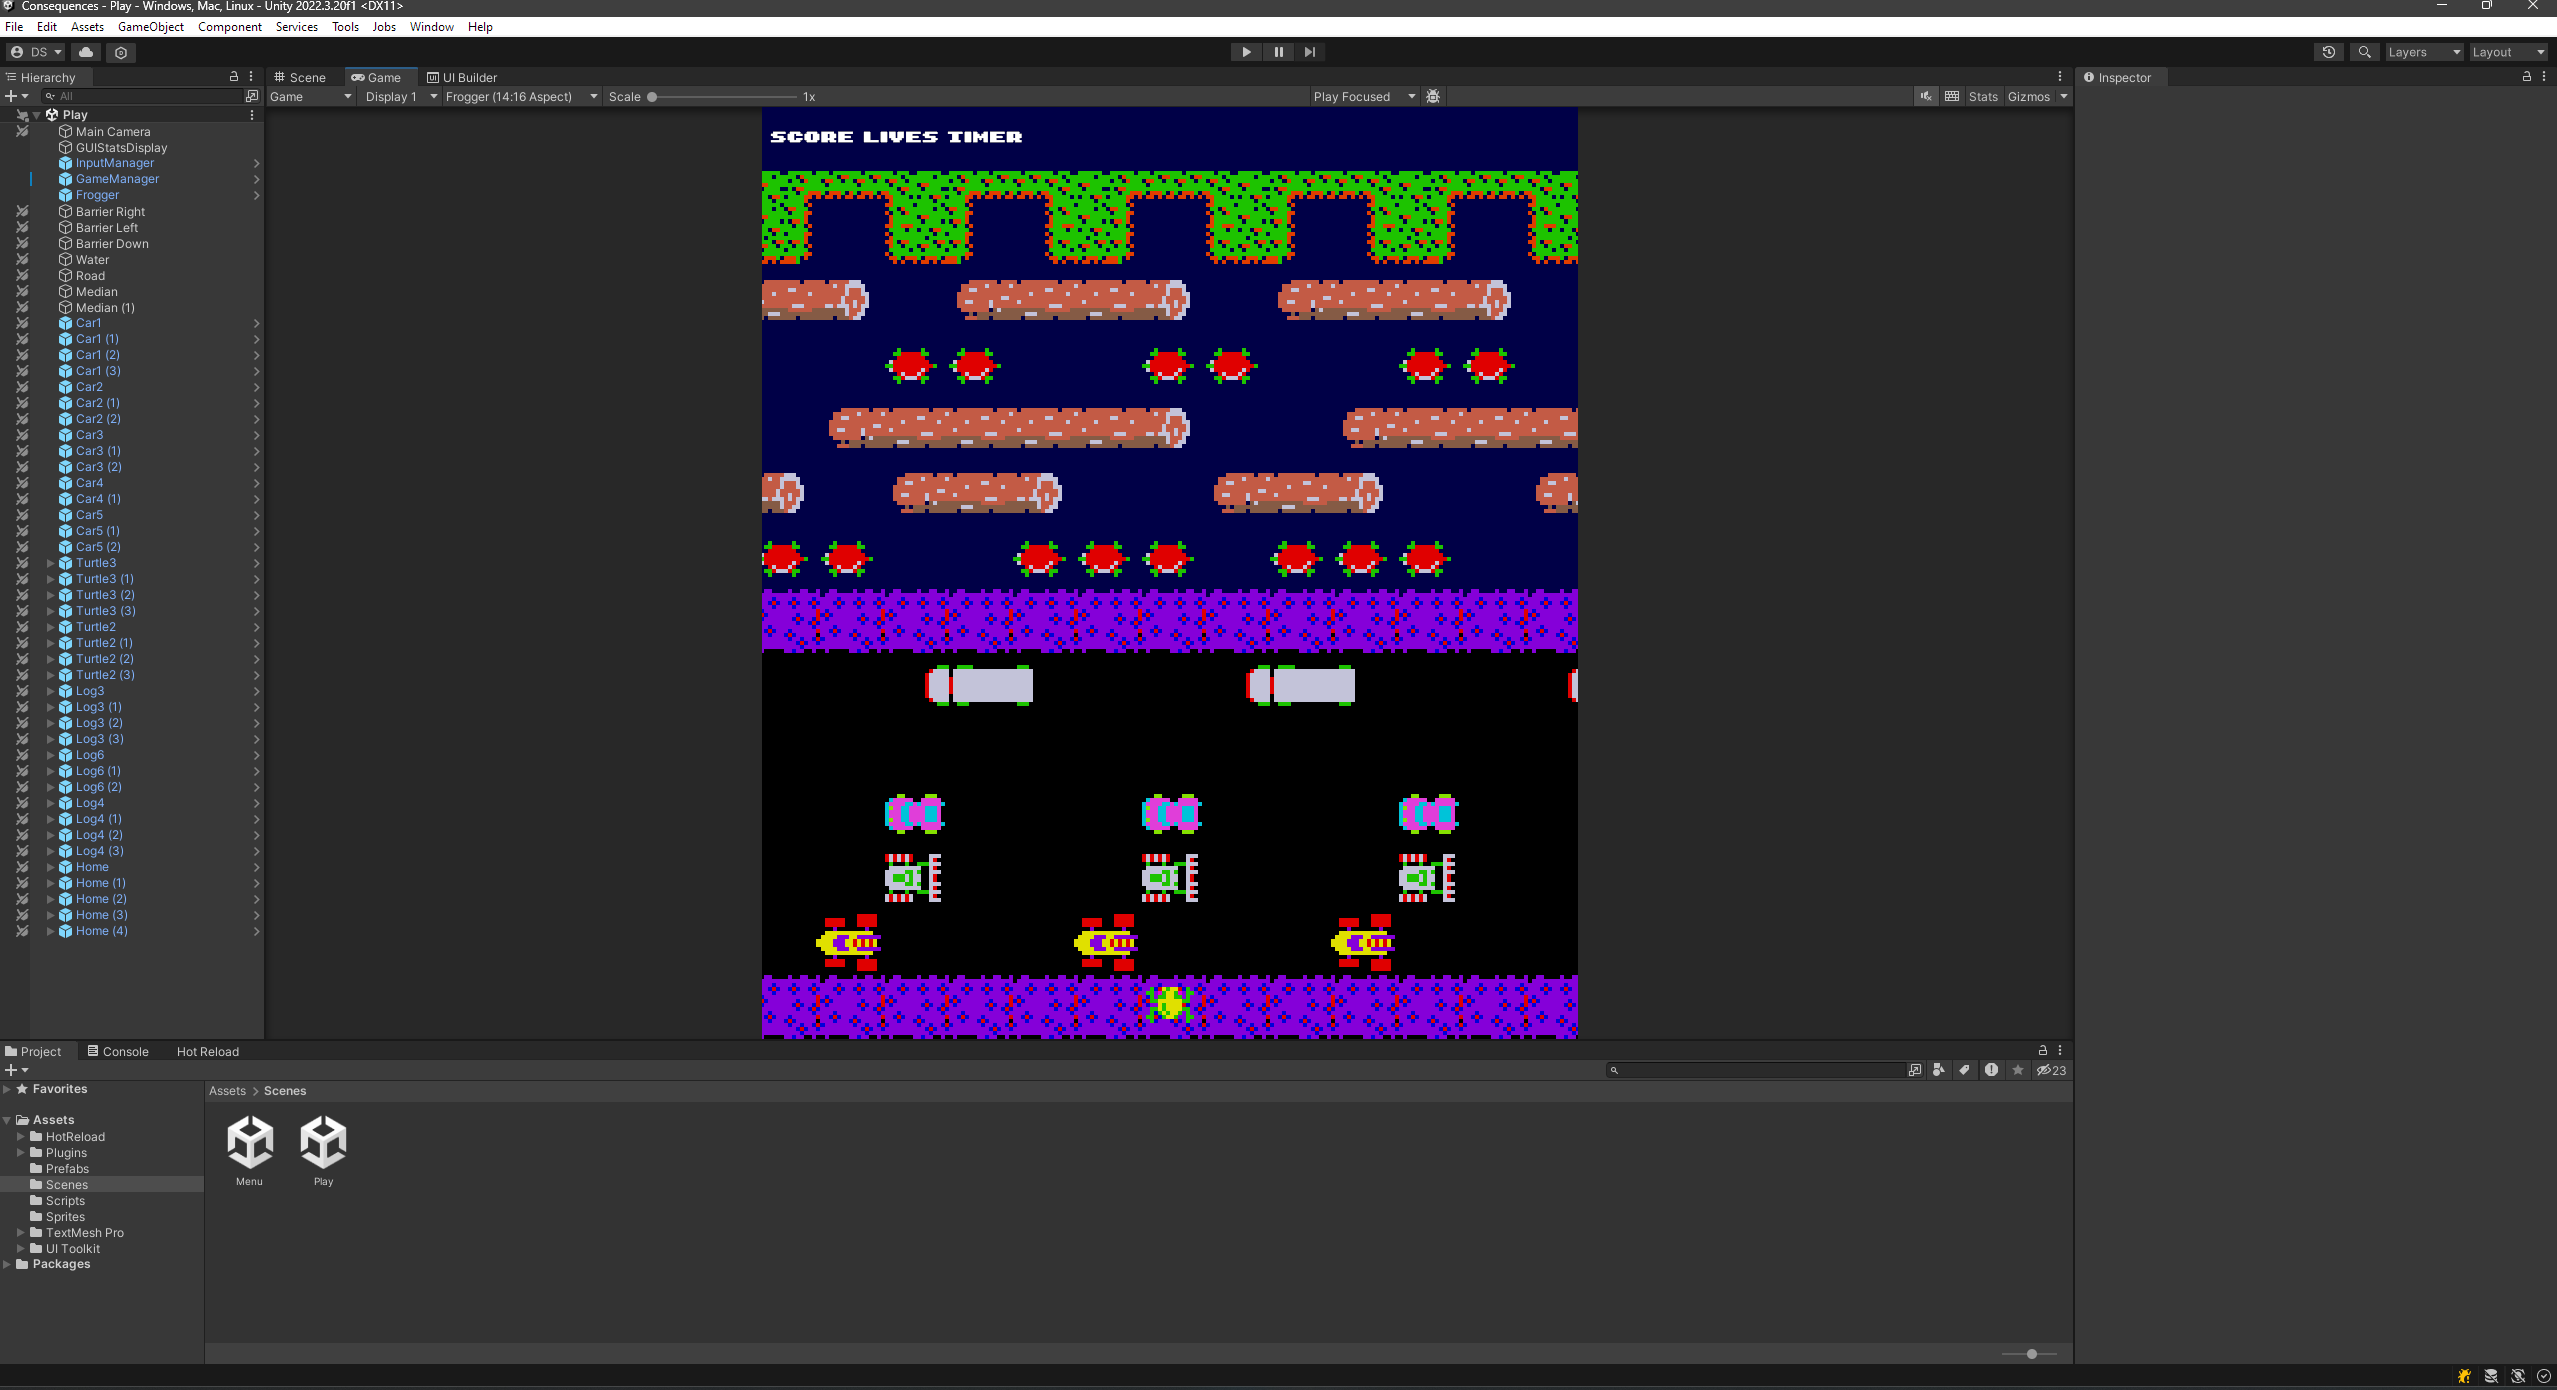 Consequences - Play - Windows, Mac, Linux - Unity 2022.3.20f1 <DX11>
File Edit Assets GameObject Component Services Tools Jobs Window Help
DS
Layers Layout
Hierarchy
Scene Game UI Builder
Inspector
All
Game Display 1 Frogger (14:16 Aspect) Scale 1x Play Focused Stats Gizmos
Play
Main Camera
GUIStatsDisplay
InputManager
GameManager
Frogger
Barrier Right
Barrier Left
Barrier Down
Water
Road
Median
Median (1)
Car1
Car1 (1)
Car1 (2)
Car1 (3)
Car2
Car2 (1)
Car2 (2)
Car3
Car3 (1)
Car3 (2)
Car4
Car4 (1)
Car5
Car5 (1)
Car5 (2)
Turtle3
Turtle3 (1)
Turtle3 (2)
Turtle3 (3)
Turtle2
Turtle2 (1)
Turtle2 (2)
Turtle2 (3)
Log3
Log3 (1)
Log3 (2)
Log3 (3)
Log6
Log6 (1)
Log6 (2)
Log4
Log4 (1)
Log4 (2)
Log4 (3)
Home
Home (1)
Home (2)
Home (3)
Home (4)
SCORE LIVES TIMER
Project Console Hot Reload
23
Favorites
Assets
HotReload
Plugins
Prefabs
Scenes
Scripts
Sprites
TextMesh Pro
UI Toolkit
Packages
Assets > Scenes
Menu
Play